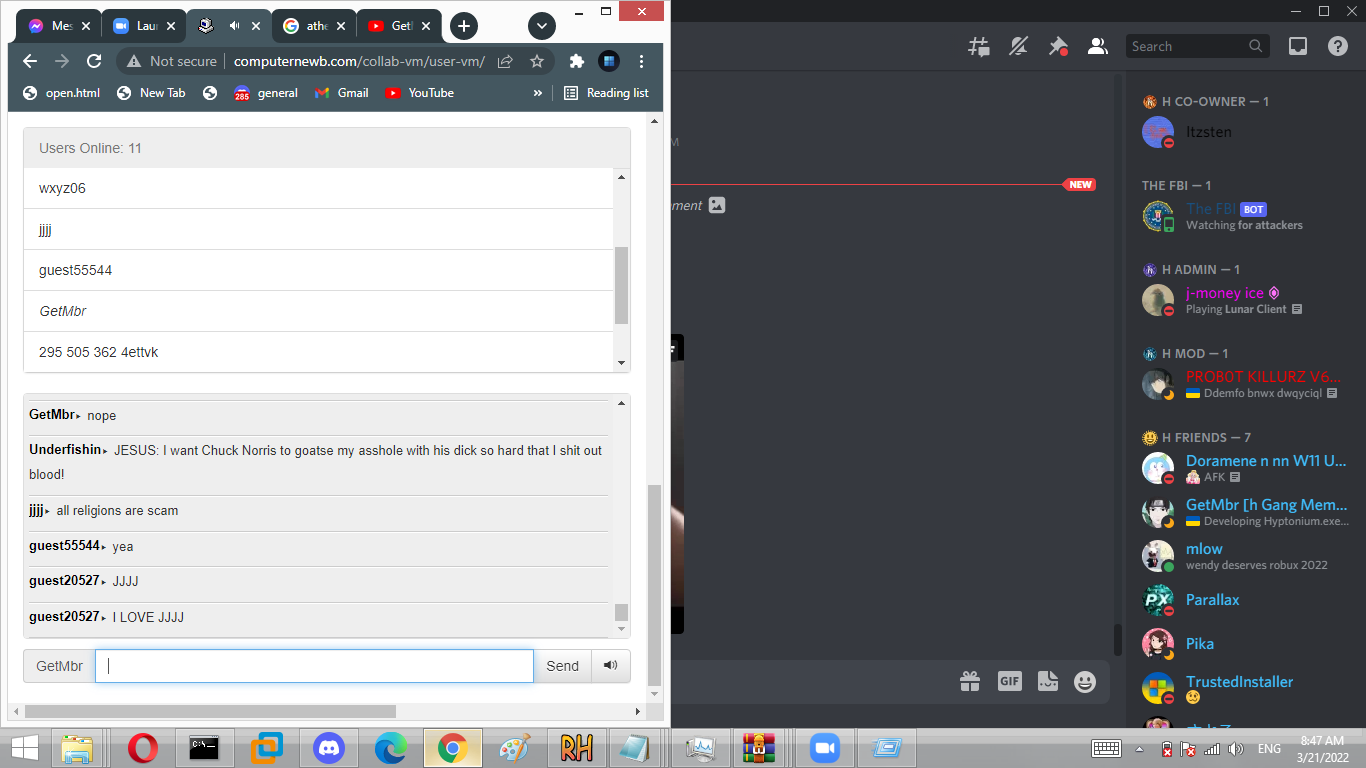 Mes
Lau
athe
Getl
Not secure
computernewb.com/collab-vm/user-vm/
open.html
New Tab
285
general
Gmail
YouTube
»
Reading list
Users Online: 11
wxyz06
jjjj
guest55544
GetMbr
295 505 362 4ettvk
GetMbr▸ nope
Underfishin▸ JESUS: I want Chuck Norris to goatse my asshole with his dick so hard that I shit out
blood!
jjjj▸ all religions are scam
guest55544▸ yea
guest20527▸ JJJJ
guest20527▸ I LOVE JJJJ
GetMbr
Send
Search
M
NEW
ment
GIF
H CO-OWNER — 1
Itzsten
THE FBI — 1
The FBI BOT
Watching for attackers
H ADMIN — 1
j-money ice
Playing Lunar Client
H MOD — 1
PROB0T KILLURZ V6...
Ddemfo bnwx dwqyciql
H FRIENDS — 7
Doramene n nn W11 U...
AFK
GetMbr [h Gang Mem...
Developing Hyptonium.exe...
mlow
wendy deserves robux 2022
PX
Parallax
Pika
TrustedInstaller
C:\_
RH
ENG
8:47 AM
3/21/2022